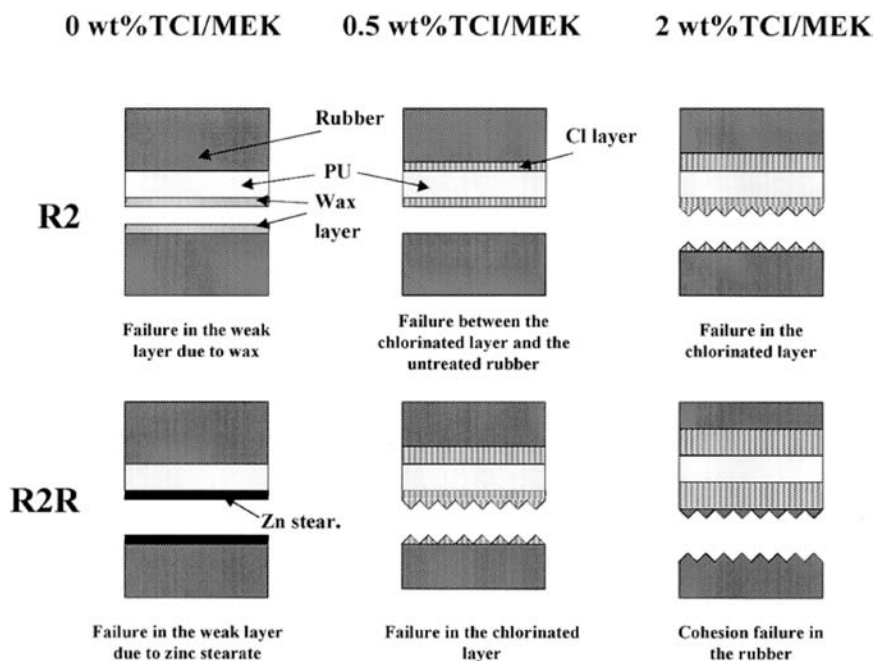 0 wt%TCI/MEK 0.5 wt%TCI/MEK 2 wt%TCI/MEK
Rubber
Cl layer
PU
Wax
layer
R2
Failure in the weak
layer due to wax
Failure between the
chlorinated layer and the
untreated rubber
Failure in the
chlorinated layer
R2R
Zn stear.
Failure in the weak layer
due to zinc stearate
Failure in the chlorinated
layer
Cohesion failure in
the rubber